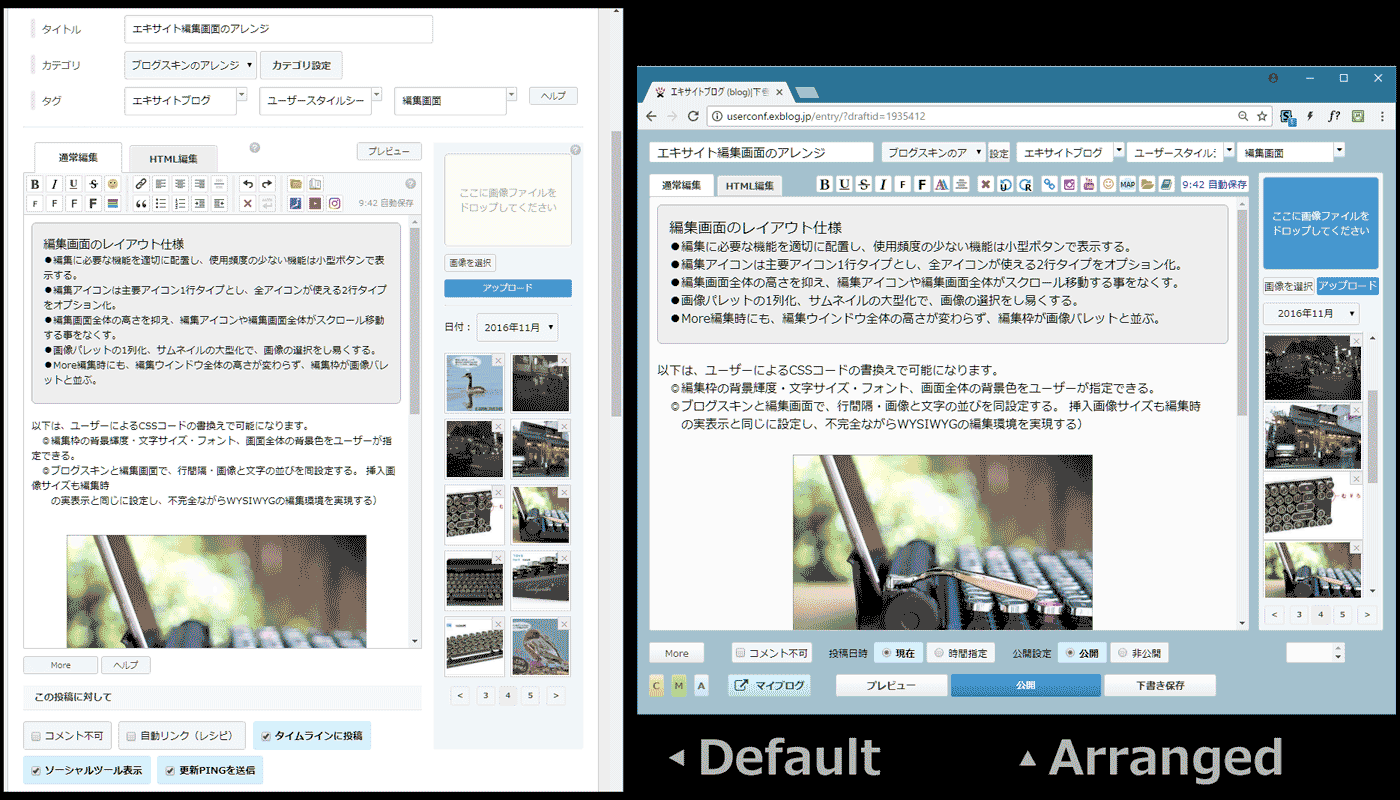 タイトル
エキサイト編集画面のアレンジ
カテゴリ
ブログスキンのアレンジ ▼
カテゴリ設定
タグ
エキサイトブログ
ユーザースタイルシー
編集画面
ヘルプ
通常編集
HTML編集
プレビュー
B I U S
F F F F
9:42 自動保存
編集画面のレイアウト仕様
●編集に必要な機能を適切に配置し、使用頻度の少ない機能は小型ボタンで表
示する。
●編集アイコンは主要アイコン1行タイプとし、全アイコンが使える2行タイプ
をオプション化。
●編集画面全体の高さを抑え、編集アイコンや編集画面全体がスクロール移動
する事をなくす。
●画像パレットの1列化、サムネイルの大型化で、画像の選択をし易くする。
●More編集時にも、編集ウインドウ全体の高さが変わらず、編集枠が画像パレ
ットと並ぶ。
以下は、ユーザーによるCSSコードの書換えで可能になります。
◎編集枠の背景輝度・文字サイズ・フォント、画面全体の背景色をユーザーが指
定できる。
◎ブログスキンと編集画面で、行間隔・画像と文字の並びを同設定する。 挿入画
像サイズも編集時
の実表示と同じに設定し、不完全ながらWYSIWYGの編集環境を実現する）
More
ヘルプ
この投稿に対して
コメント不可
自動リンク（レシピ）
タイムラインに投稿
ソーシャルツール表示
更新PINGを送信
ここに画像ファイルを
ドロップしてください
画像を選択
アップロード
日付：
2016年11月 ▼
< 3 4 5 >
エキサイトブログ (blog)|下
userconf.exblog.jp/entry/?draftid=1935412
エキサイト編集画面のアレンジ
ブログスキンのア ▼
設定
エキサイトブログ
ユーザースタイルシ
編集画面
通常編集
HTML編集
B U S I F F
MAP
9:42 自動保存
編集画面のレイアウト仕様
●編集に必要な機能を適切に配置し、使用頻度の少ない機能は小型ボタンで表示する。
●編集アイコンは主要アイコン1行タイプとし、全アイコンが使える2行タイプをオプション化。
●編集画面全体の高さを抑え、編集アイコンや編集画面全体がスクロール移動する事をなくす。
●画像パレットの1列化、サムネイルの大型化で、画像の選択をし易くする。
●More編集時にも、編集ウインドウ全体の高さが変わらず、編集枠が画像パレットと並ぶ。
以下は、ユーザーによるCSSコードの書換えで可能になります。
◎編集枠の背景輝度・文字サイズ・フォント、画面全体の背景色をユーザーが指定できる。
◎ブログスキンと編集画面で、行間隔・画像と文字の並びを同設定する。 挿入画像サイズも編集時
の実表示と同じに設定し、不完全ながらWYSIWYGの編集環境を実現する）
ここに画像ファイルを
ドロップしてください
画像を選択
アップロード
2016年11月 ▼
< 3 4 5 >
More
コメント不可
投稿日時
現在
時間指定
公開設定
公開
非公開
C M A
マイブログ
プレビュー
公開
下書き保存
◀ Default
▲ Arranged